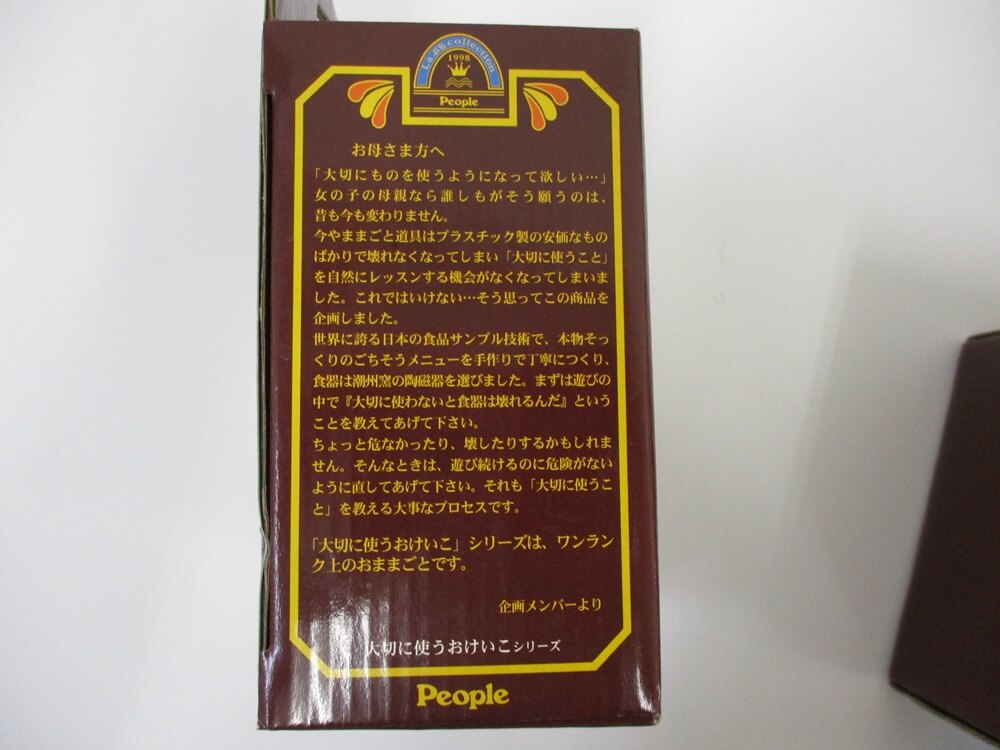 Laぷちcollection
1998
People
お母さま方へ
「大切にものを使うようになって欲しい…」
女の子の母親なら誰しもがそう願うのは、
昔も今も変わりません。
今やままごと道具はプラスチック製の安価なもの
ばかりで壊れなくなってしまい「大切に使うこと」
を自然にレッスンする機会がなくなってしまいま
した。これではいけない…そう思ってこの商品を
企画しました。
世界に誇る日本の食品サンプル技術で、本物そっ
くりのごちそうメニューを手作りで丁寧につくり、
食器は潮州窯の陶磁器を選びました。まずは遊びの
中で『大切に使わないと食器は壊れるんだ』という
ことを教えてあげて下さい。
ちょっと危なかったり、壊したりするかもしれま
せん。そんなときは、遊び続けるのに危険がない
ように直してあげて下さい。それも「大切に使うこ
と」を教える大事なプロセスです。
「大切に使うおけいこ」シリーズは、ワンラン
ク上のおままごとです。
企画メンバーより
大切に使うおけいこシリーズ
People